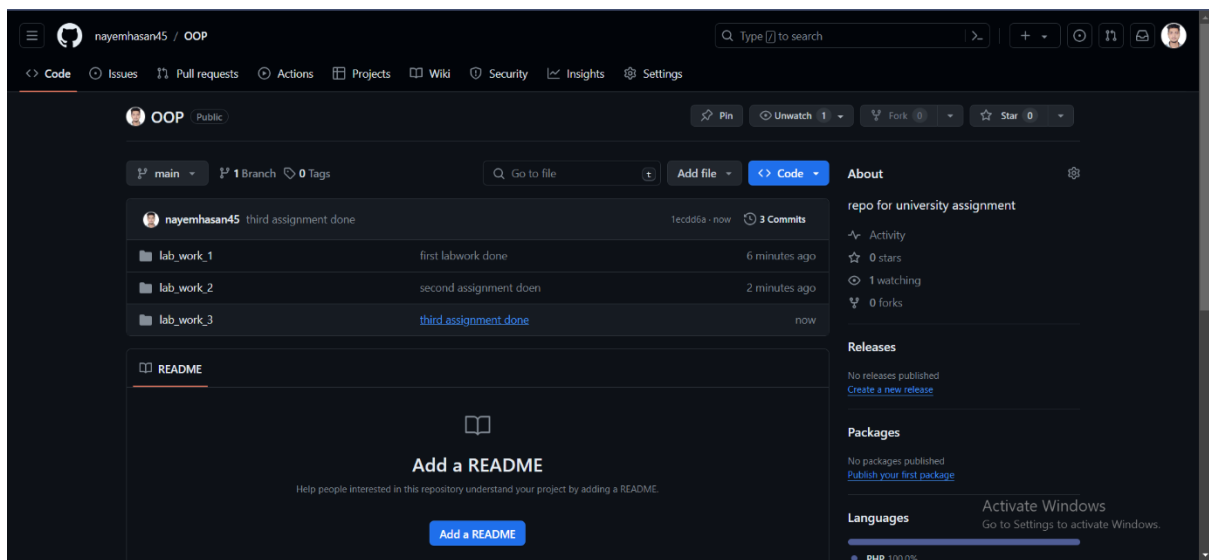 nayemhasan45 / OOP
Type / to search
Code Issues Pull requests Actions Projects Wiki Security Insights Settings
OOP Public
Pin Unwatch 1 Fork 0 Star 0
main 1 Branch 0 Tags Go to file t Add file Code
nayemhasan45 third assignment done 1ecdd6a · now 3 Commits
lab_work_1 first labwork done 6 minutes ago
lab_work_2 second assignment doen 2 minutes ago
lab_work_3 third assignment done now
README
Add a README
Help people interested in this repository understand your project by adding a README.
Add a README
About
repo for university assignment
Activity
0 stars
1 watching
0 forks
Releases
No releases published
Create a new release
Packages
No packages published
Publish your first package
Languages
PHP 100.0%
Activate Windows
Go to Settings to activate Windows.